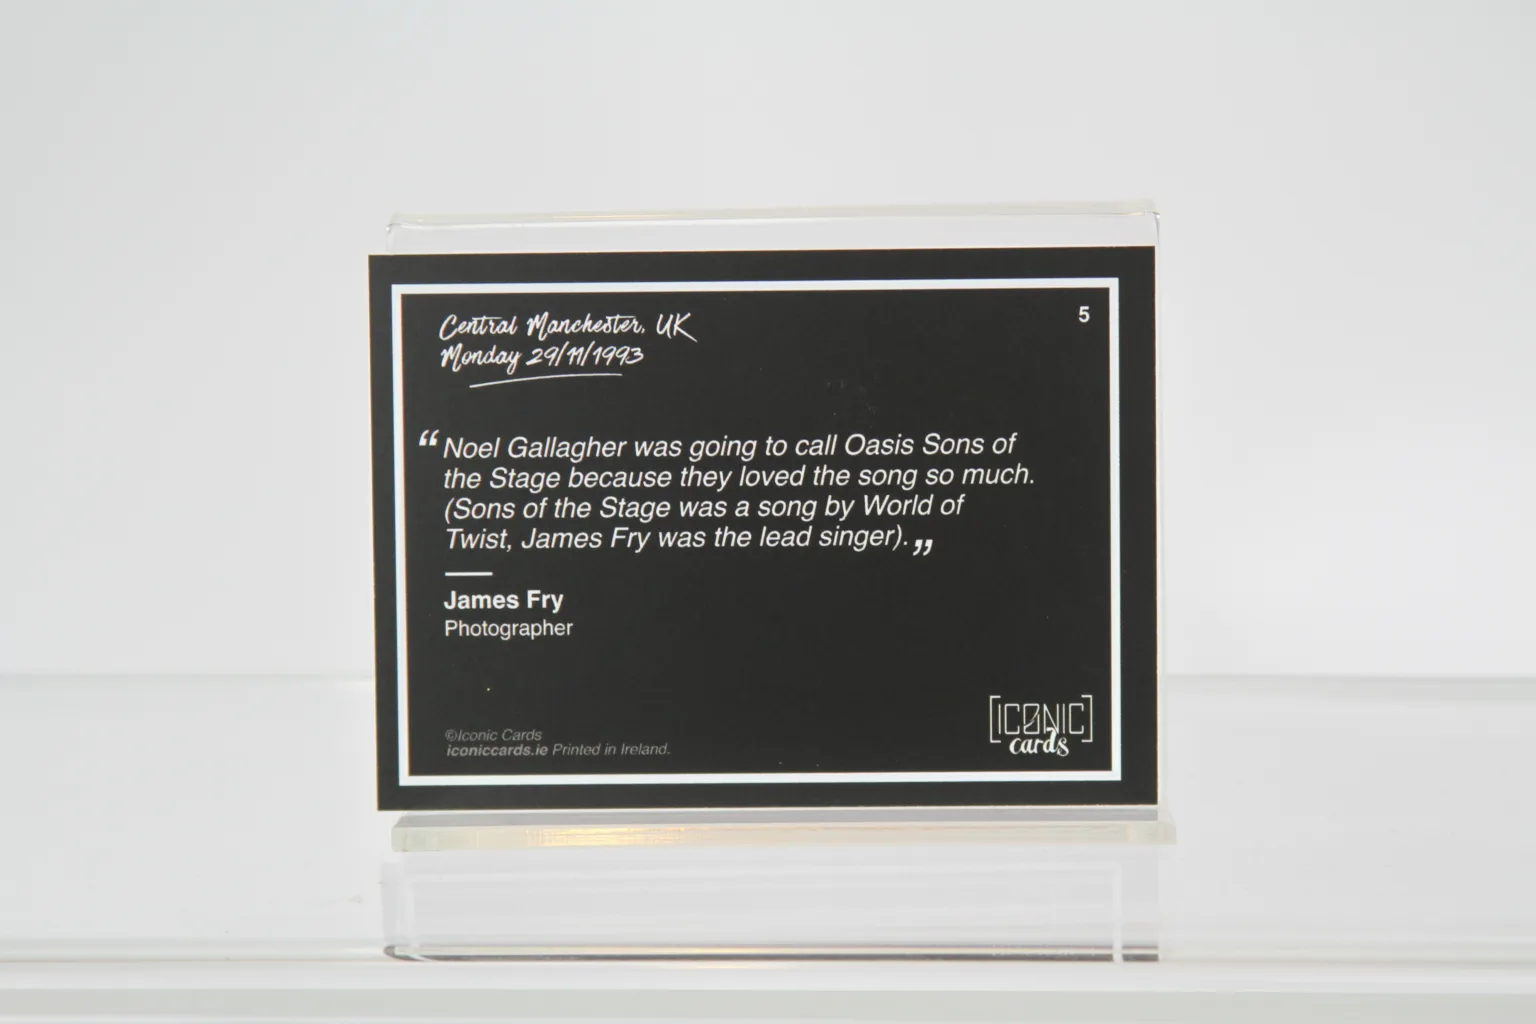 Central Manchester, UK
Monday 29/11/1993
5
“Noel Gallagher was going to call Oasis Sons of
the Stage because they loved the song so much.
(Sons of the Stage was a song by World of
Twist, James Fry was the lead singer).”
James Fry
Photographer
©Iconic Cards
iconiccards.ie Printed in Ireland.
[ICONIC]
cards